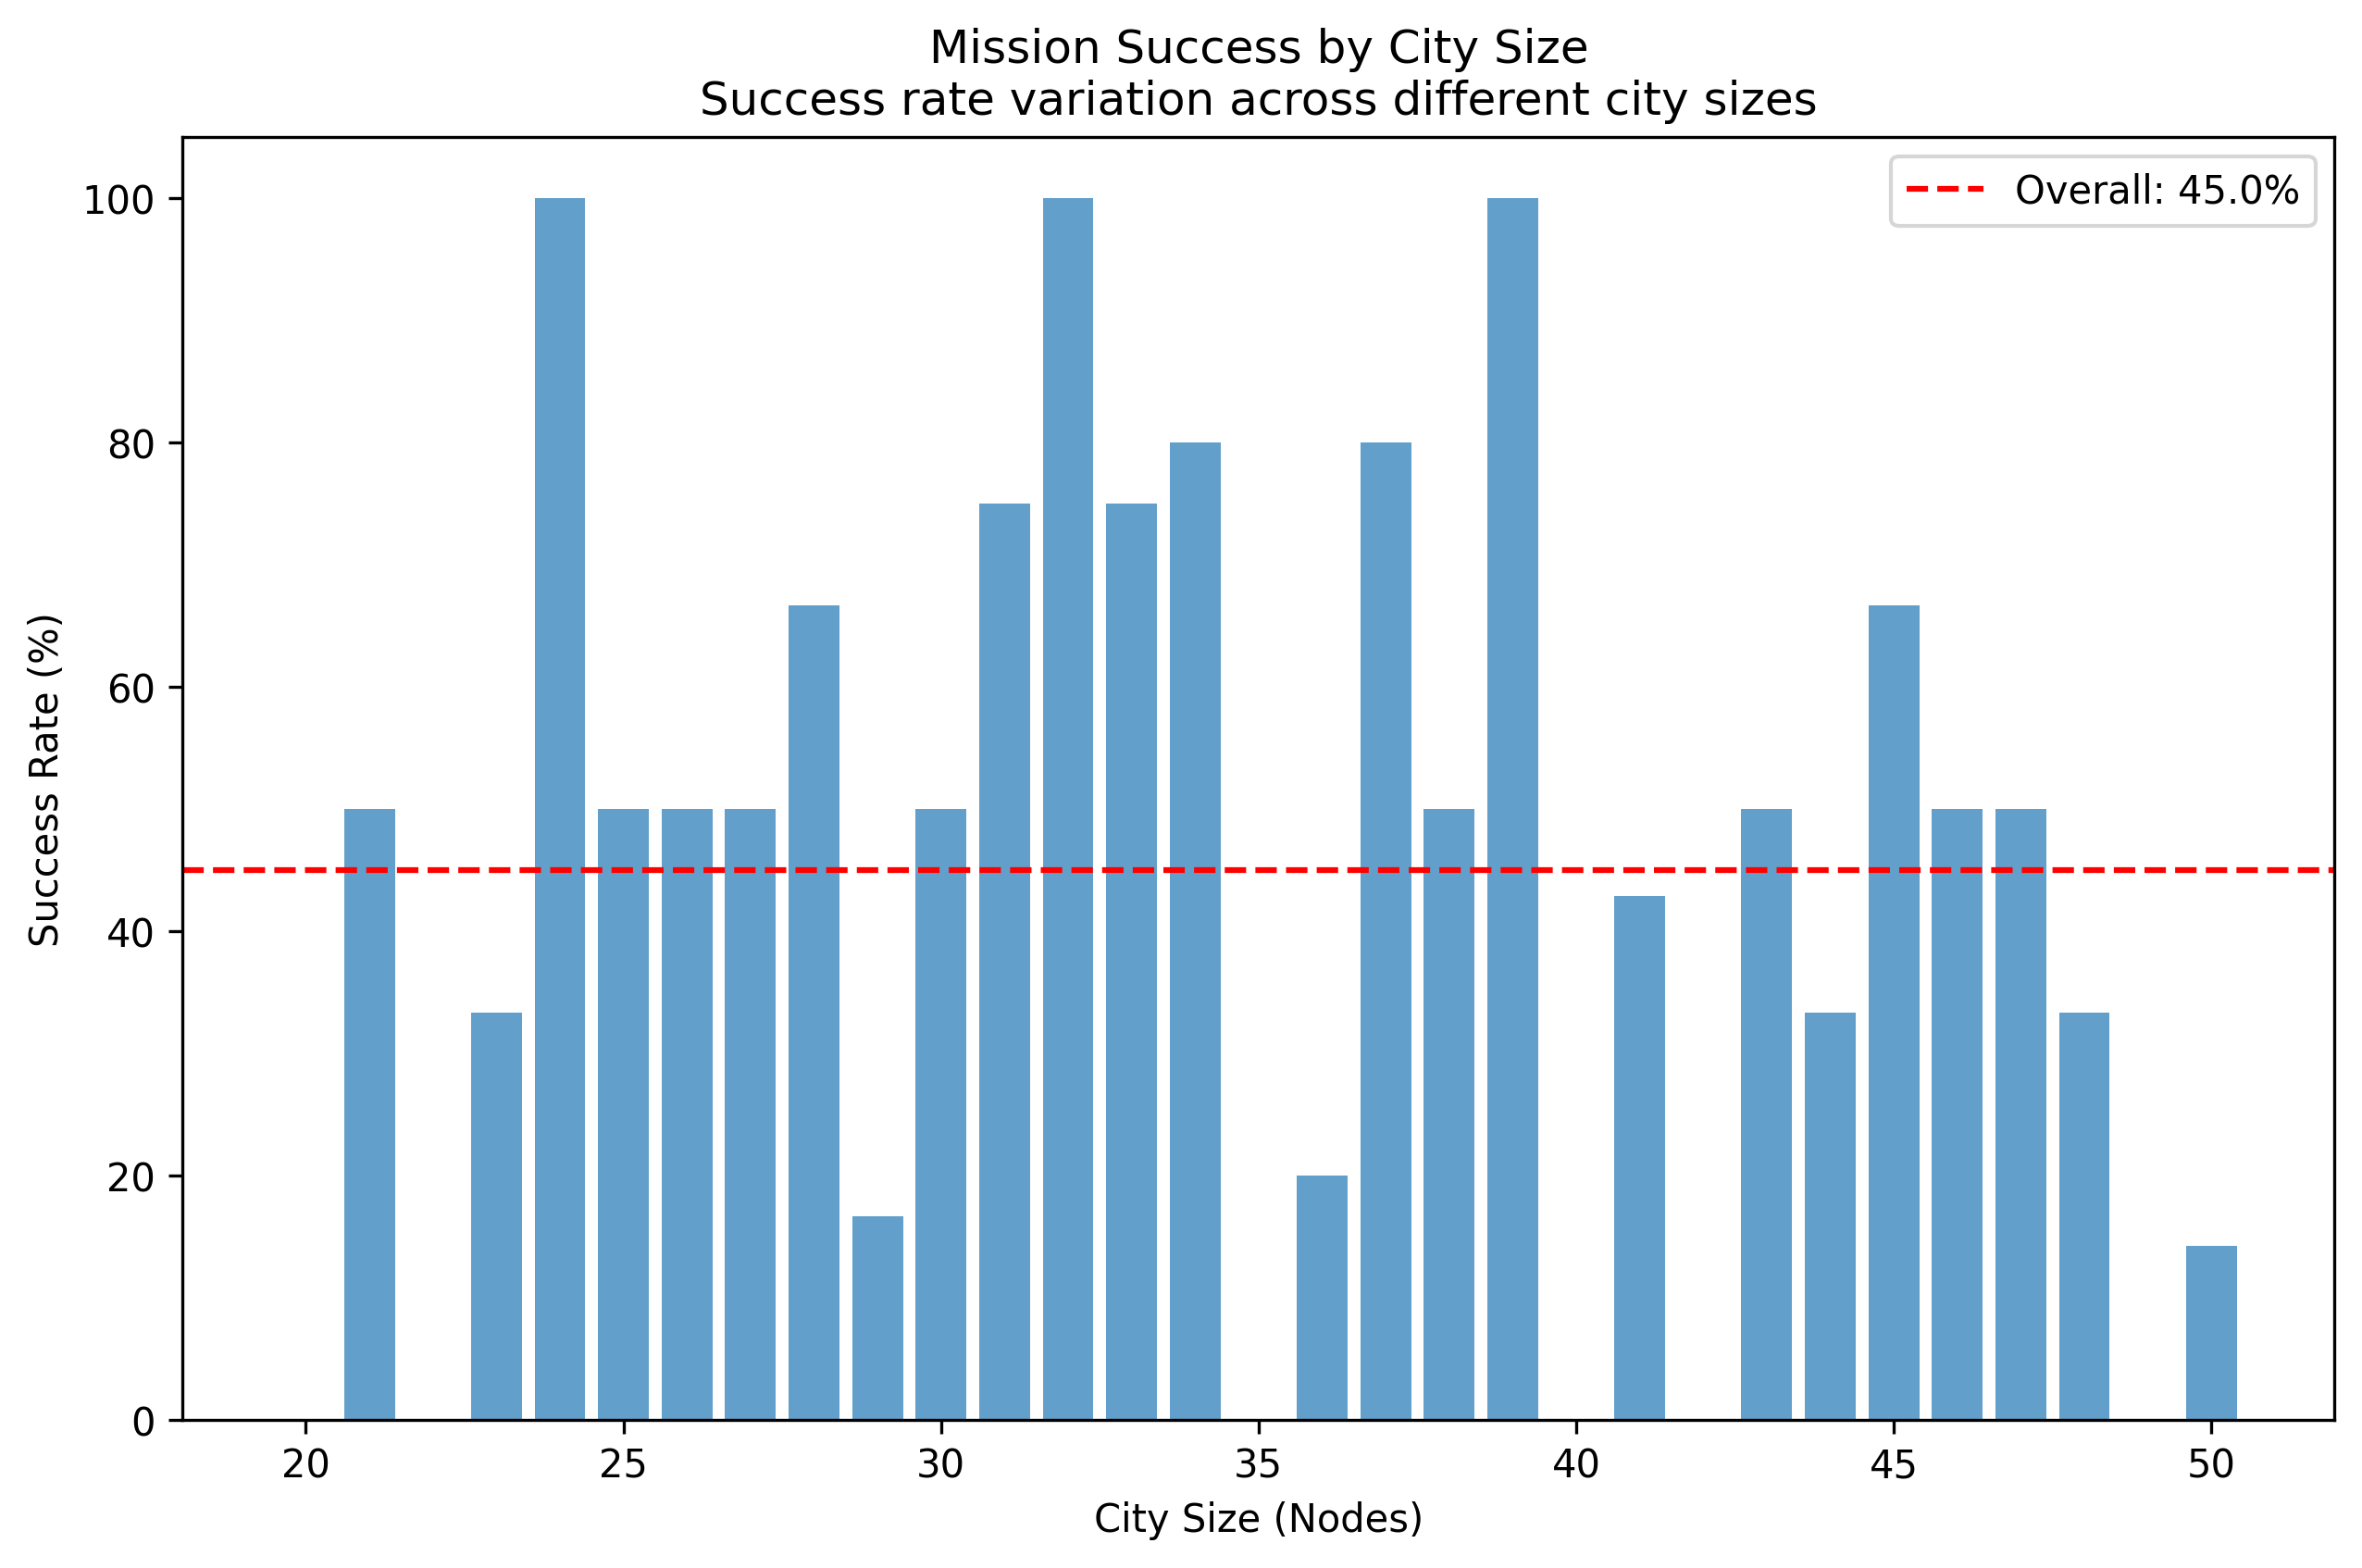 Mission Success by City Size
Success rate variation across different city sizes
Overall: 45.0%
Success Rate (%)
100
80
60
40
20
0
20 25 30 35 40 45 50
City Size (Nodes)